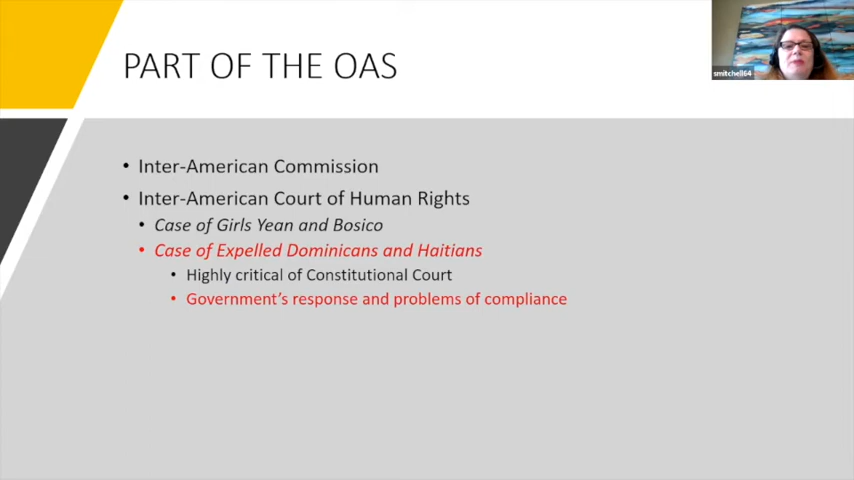 PART OF THE OAS
smitchell64
• Inter-American Commission
• Inter-American Court of Human Rights
• Case of Girls Yean and Bosico
• Case of Expelled Dominicans and Haitians
• Highly critical of Constitutional Court
• Government's response and problems of compliance